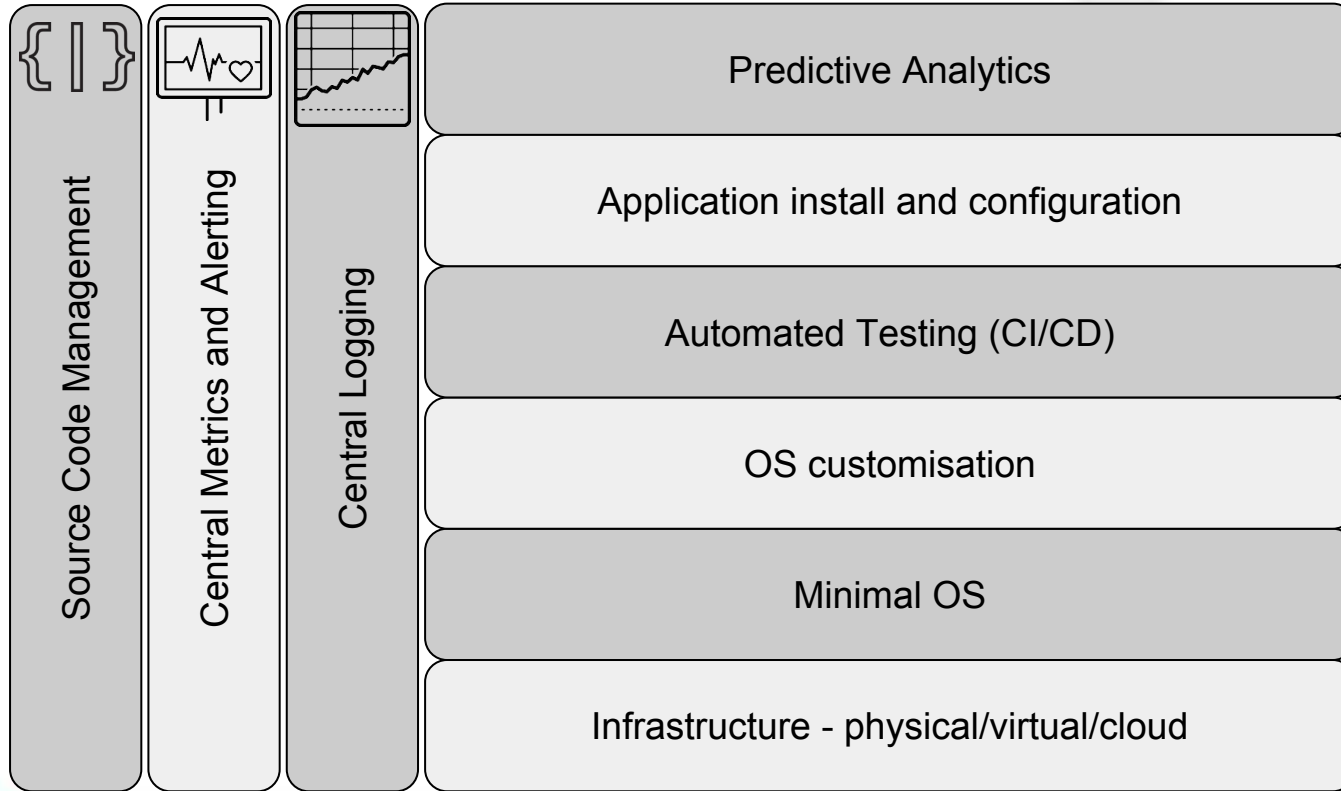 Source Code Management
Central Metrics and Alerting
Central Logging
Predictive Analytics
Application install and configuration
Automated Testing (CI/CD)
OS customisation
Minimal OS
Infrastructure - physical/virtual/cloud